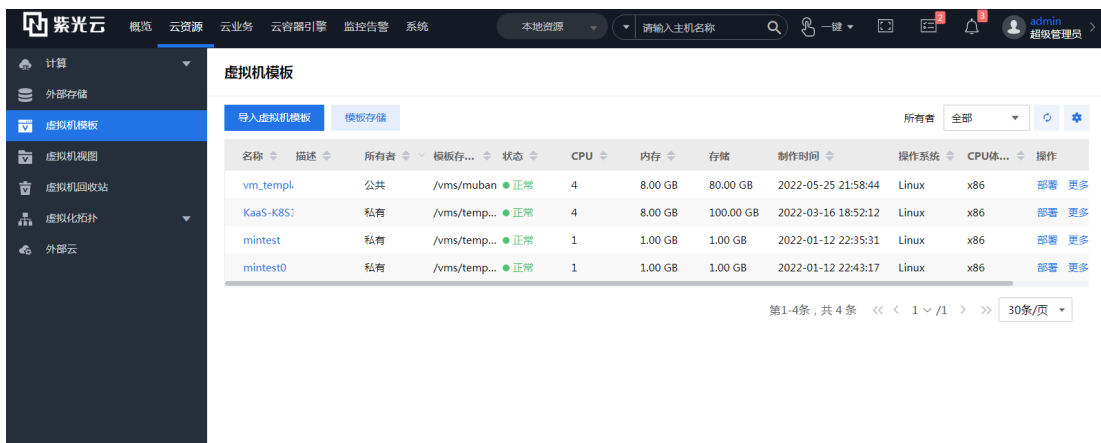 紫光云 概览 云资源 云业务 云容器引擎 监控告警 系统 本地资源 请输入主机名称 一键 2 3 admin
超级管理员
计算
外部存储
虚拟机模板
虚拟机视图
虚拟机回收站
虚拟化拓扑
外部云
虚拟机模板
导入虚拟机模板 模板存储 所有者 全部
名称 描述 所有者 模板存... 状态 CPU 内存 存储 制作时间 操作系统 CPU体... 操作
vm_templ 公共 /vms/muban 正常 4 8.00 GB 80.00 GB 2022-05-25 21:58:44 Linux x86 部署 更多
KaaS-K8S 私有 /vms/temp... 正常 4 8.00 GB 100.00 GB 2022-03-16 18:52:12 Linux x86 部署 更多
mintest 私有 /vms/temp... 正常 1 1.00 GB 1.00 GB 2022-01-12 22:35:31 Linux x86 部署 更多
mintest0 私有 /vms/temp... 正常 1 1.00 GB 1.00 GB 2022-01-12 22:43:17 Linux x86 部署 更多
第1-4条，共 4 条 << < 1 /1 > >> 30条/页